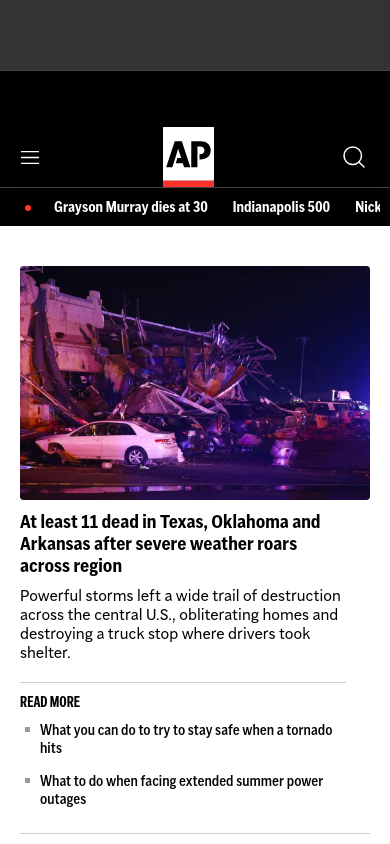 AP
Grayson Murray dies at 30 Indianapolis 500 Nick
At least 11 dead in Texas, Oklahoma and
Arkansas after severe weather roars
across region
Powerful storms left a wide trail of destruction
across the central U.S., obliterating homes and
destroying a truck stop where drivers took
shelter.
READ MORE
What you can do to try to stay safe when a tornado
hits
What to do when facing extended summer power
outages